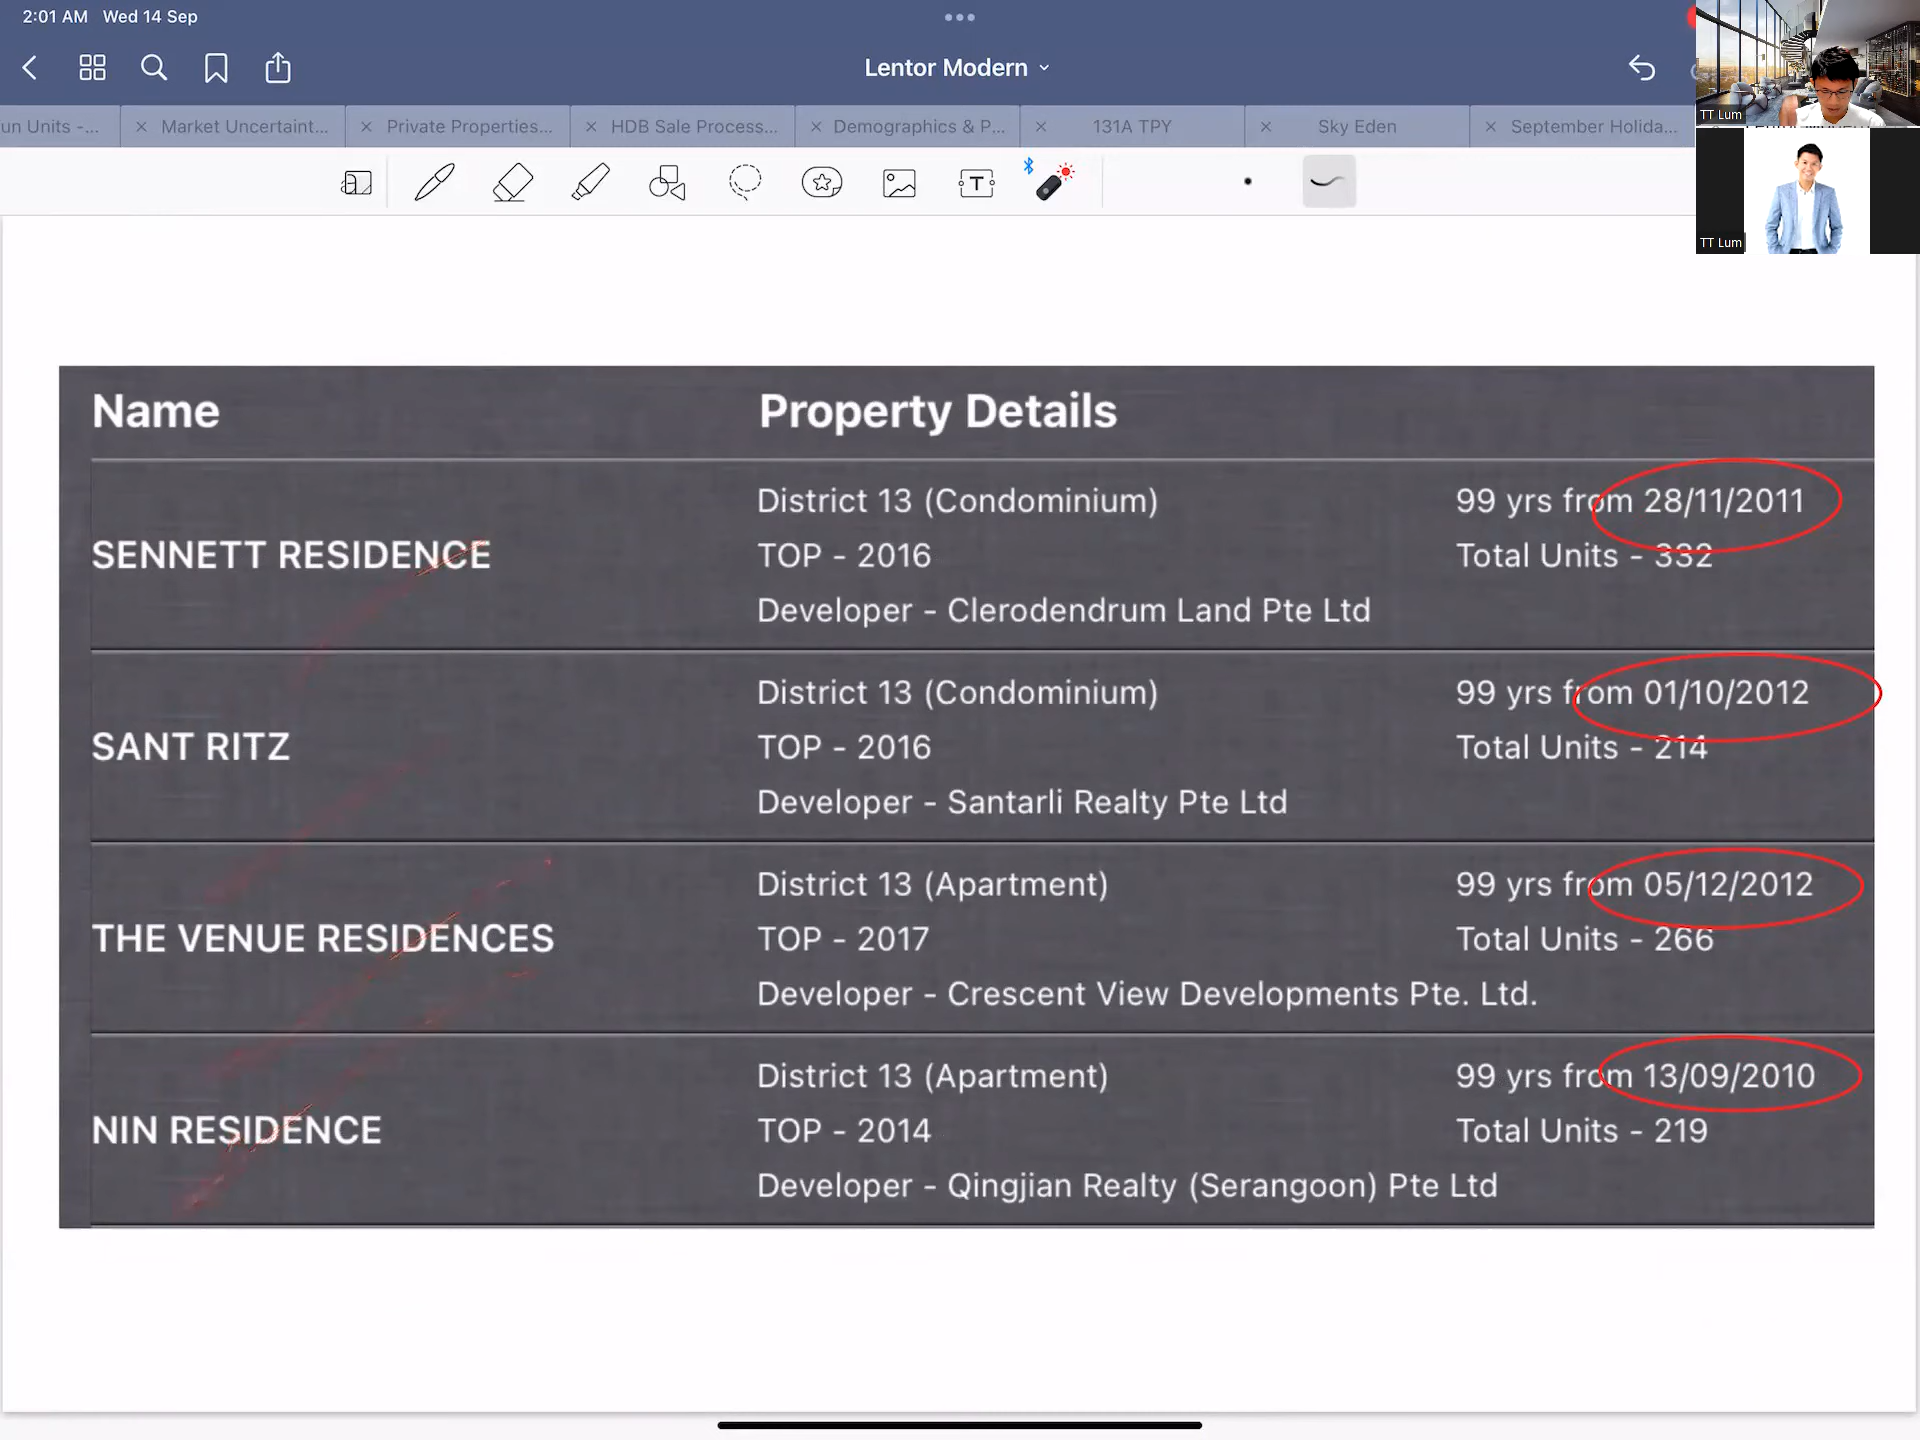 2:01 AM Wed 14 Sep
Lentor Modern
un Units -...
Market Uncertaint...
Private Properties...
HDB Sale Process...
Demographics & P...
131A TPY
Sky Eden
September Holida...
TT Lum
TT Lum
Name Property Details
SENNETT RESIDENCE
District 13 (Condominium) 99 yrs from 28/11/2011
TOP - 2016 Total Units - 332
Developer - Clerodendrum Land Pte Ltd
SANT RITZ
District 13 (Condominium) 99 yrs from 01/10/2012
TOP - 2016 Total Units - 214
Developer - Santarli Realty Pte Ltd
THE VENUE RESIDENCES
District 13 (Apartment) 99 yrs from 05/12/2012
TOP - 2017 Total Units - 266
Developer - Crescent View Developments Pte. Ltd.
NIN RESIDENCE
District 13 (Apartment) 99 yrs from 13/09/2010
TOP - 2014 Total Units - 219
Developer - Qingjian Realty (Serangoon) Pte Ltd